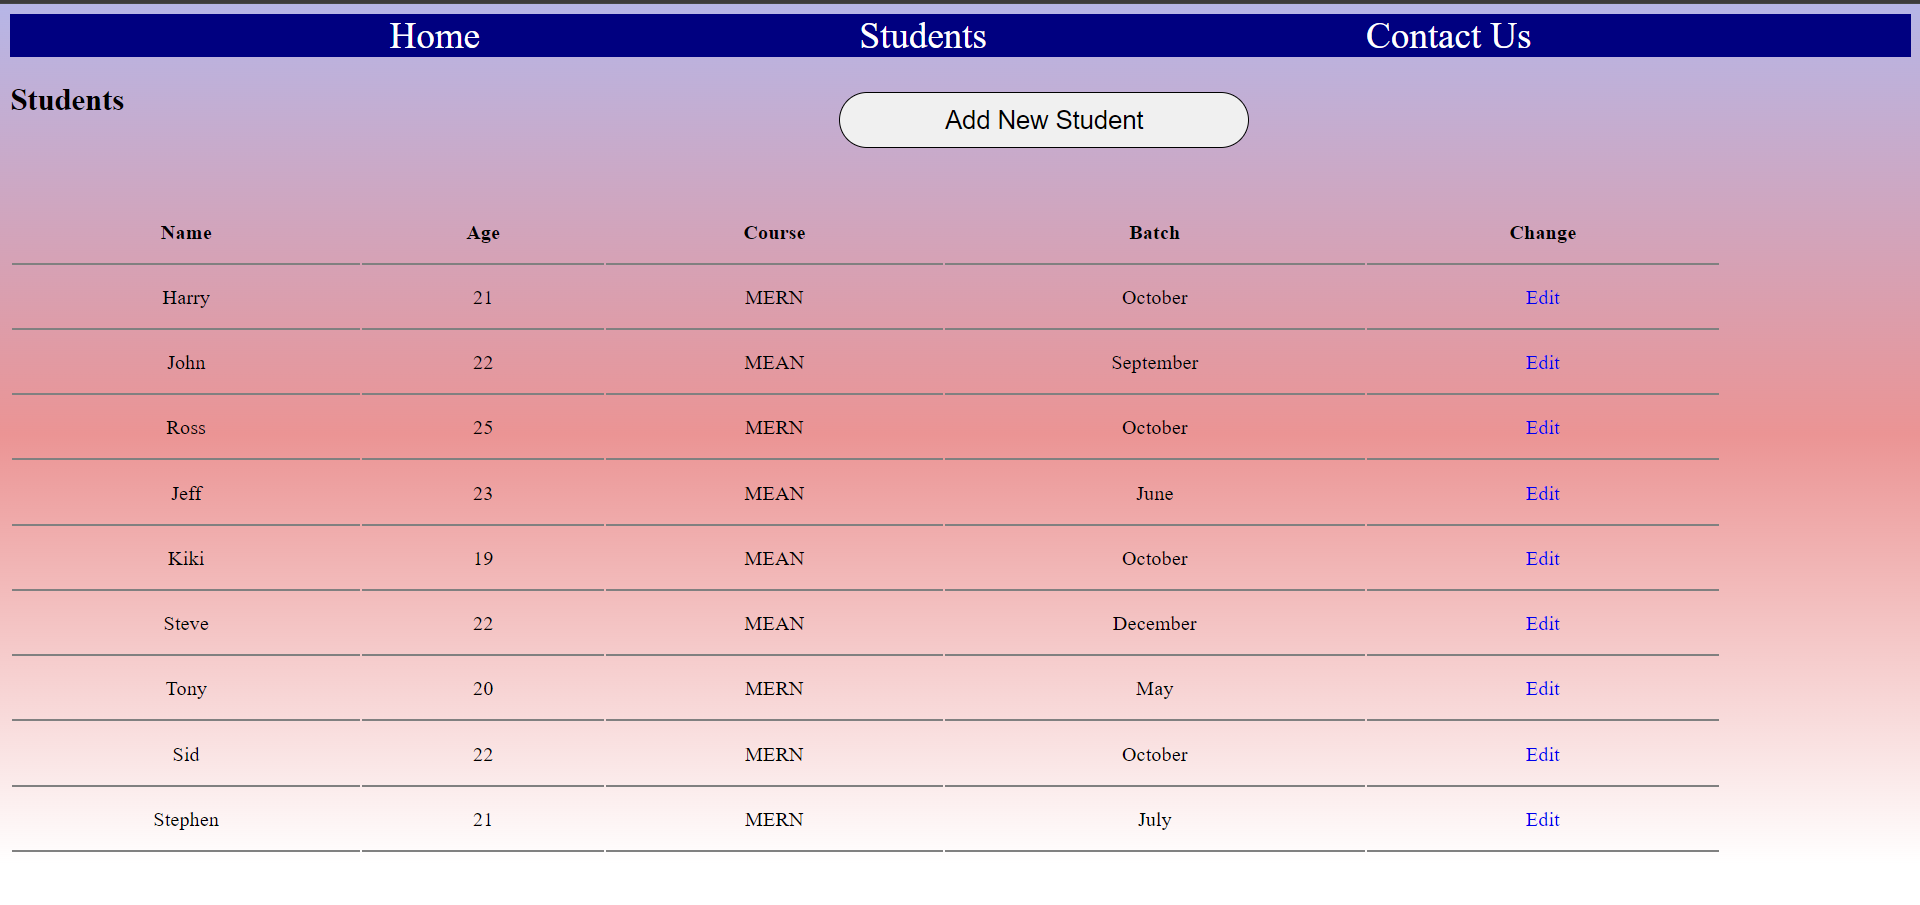 Home Students Contact Us
Students
Add New Student
Name Age Course Batch Change
Harry 21 MERN October Edit
John 22 MEAN September Edit
Ross 25 MERN October Edit
Jeff 23 MEAN June Edit
Kiki 19 MEAN October Edit
Steve 22 MEAN December Edit
Tony 20 MERN May Edit
Sid 22 MERN October Edit
Stephen 21 MERN July Edit